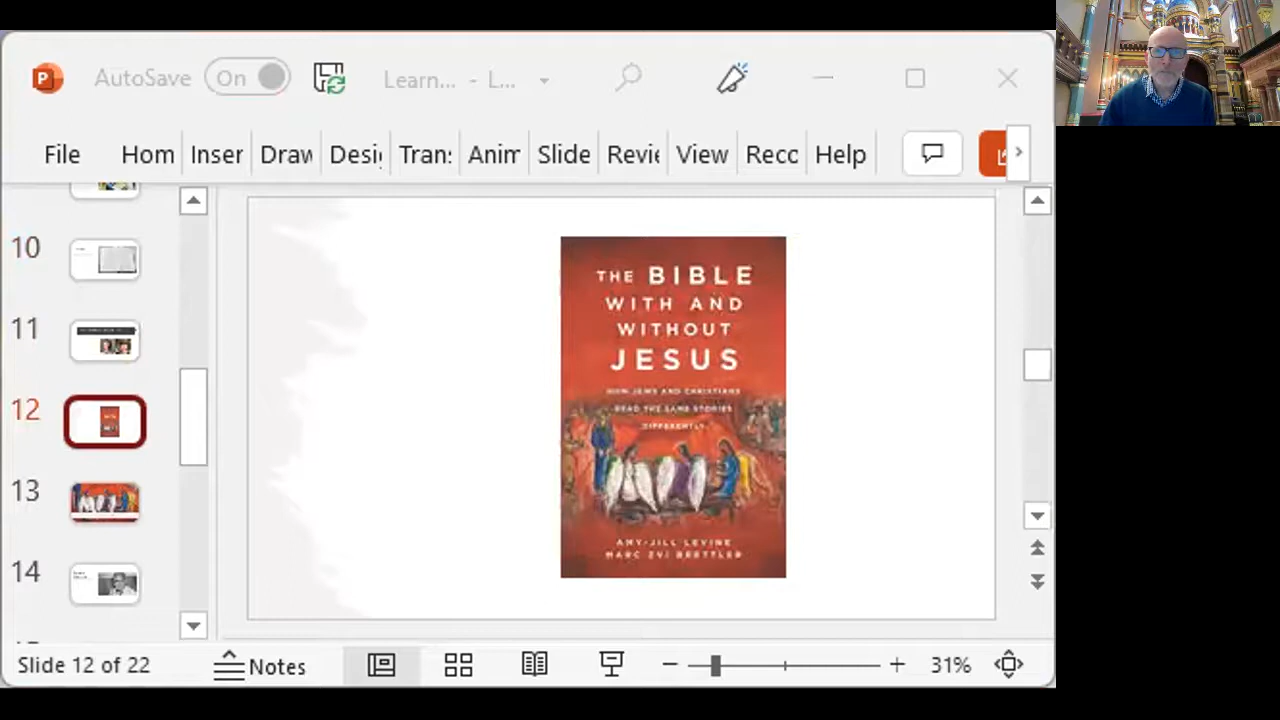 AutoSave On Learn... - L...
File Hom Inser Draw Desi Tran: Anim Slide Revie View Recc Help
10
11
12
13
14
THE BIBLE
WITH AND
WITHOUT
JESUS
HOW JEWS AND CHRISTIANS
READ THE SAME STORIES
DIFFERENTLY
AMY-JILL LEVINE
MARC ZVI BRETTLER
Slide 12 of 22 Notes 31%